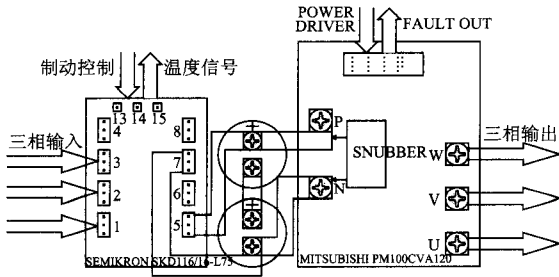 POWER
DRIVER
FAULT OUT
制动控制
温度信号
13 14 15
4
8
三相输入
3
7
2
6
1
5
P
N
SNUBBER
三相输出
W
V
U
SEMIKRON SKD116/16-L75
MITSUBISHI PM100CVA120